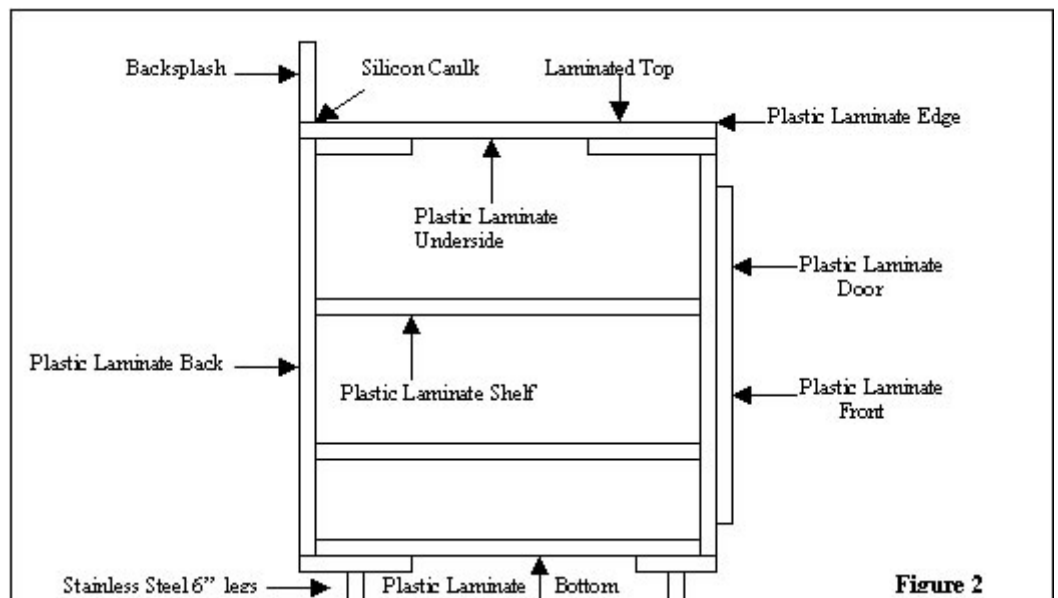 Backsplash
Silicon Caulk
Laminated Top
Plastic Laminate Edge
Plastic Laminate
Underside
Plastic Laminate
Door
Plastic Laminate Back
Plastic Laminate Shelf
Plastic Laminate
Front
Stainless Steel 6” legs
Plastic Laminate Bottom
Figure 2